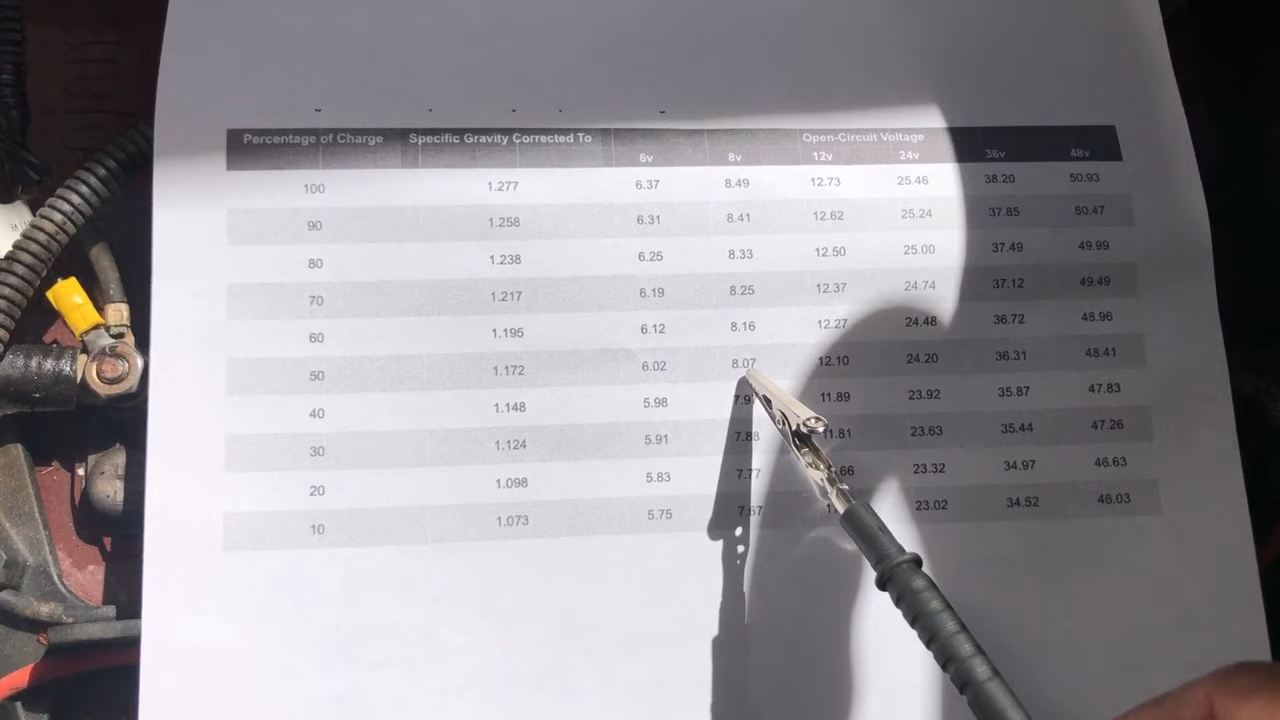 Percentage of Charge Specific Gravity Corrected To Open-Circuit Voltage
6v 8v 12v 24v 36v 48v
100 1.277 6.37 8.49 12.73 25.46 38.20 50.93
90 1.258 6.31 8.41 12.62 25.24 37.85 50.47
80 1.238 6.25 8.33 12.50 25.00 37.49 49.99
70 1.217 6.19 8.25 12.37 24.74 37.12 49.49
60 1.195 6.12 8.16 12.27 24.48 36.72 48.96
50 1.172 6.02 8.07 12.10 24.20 36.31 48.41
40 1.148 5.98 11.89 23.92 35.87 47.83
30 1.124 5.91 7.88 11.81 23.63 35.44 47.26
20 1.098 5.83 7.77 23.32 34.97 46.63
10 1.073 5.75 7.67 23.02 34.52 46.03